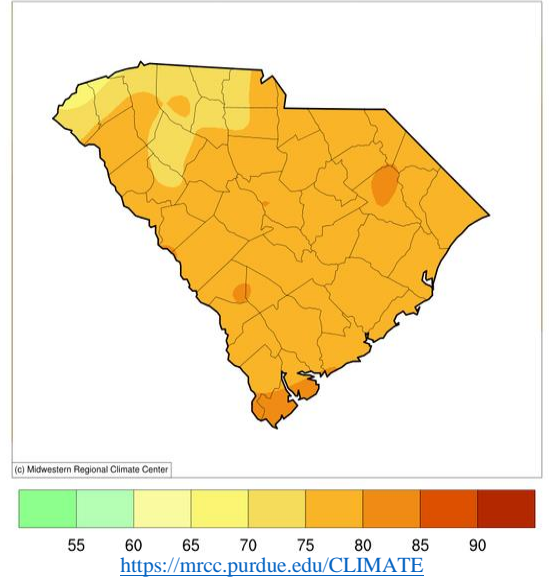 (c) Midwestern Regional Climate Center
55 60 65 70 75 80 85 90
https://mrcc.purdue.edu/CLIMATE